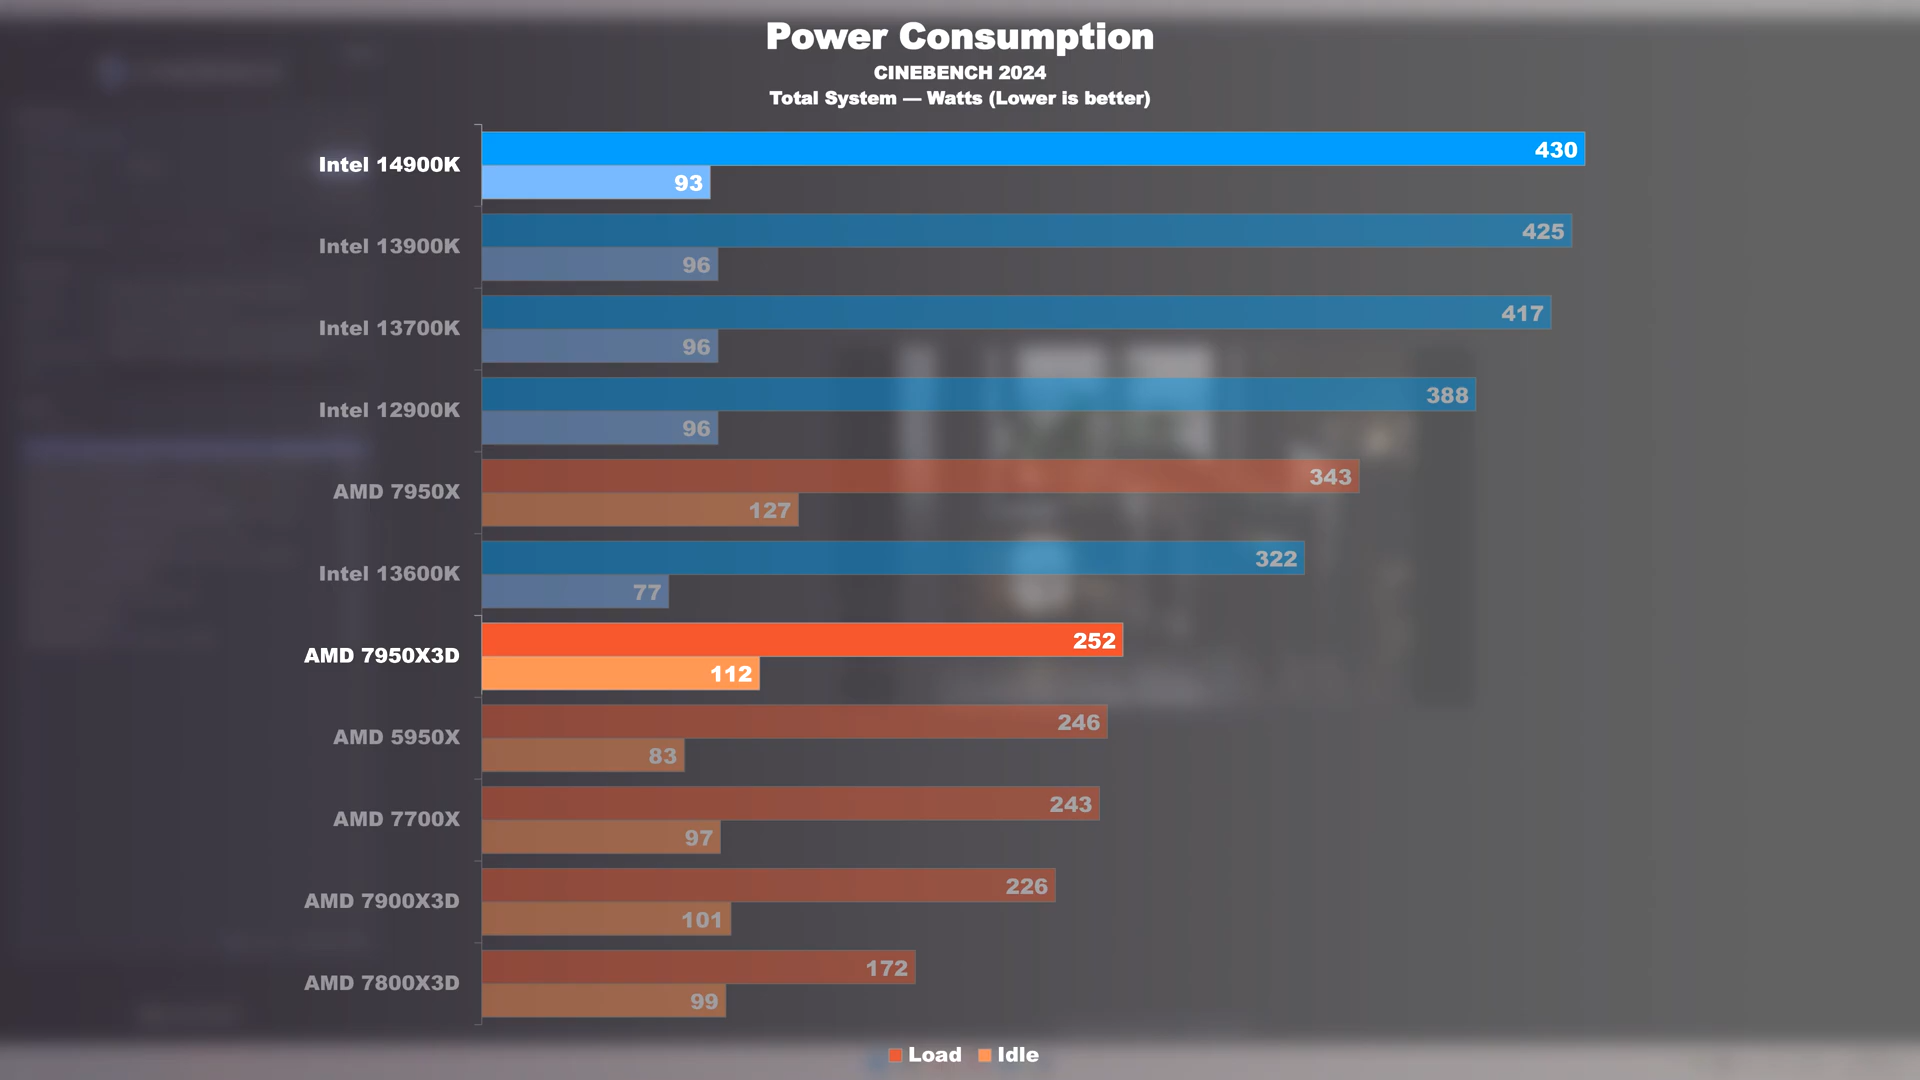 Power Consumption
CINEBENCH 2024
Total System — Watts (Lower is better)
Intel 14900K
430
93
Intel 13900K
425
96
Intel 13700K
417
96
Intel 12900K
388
96
AMD 7950X
343
127
Intel 13600K
322
77
AMD 7950X3D
252
112
AMD 5950X
246
83
AMD 7700X
243
97
AMD 7900X3D
226
101
AMD 7800X3D
172
99
Load Idle